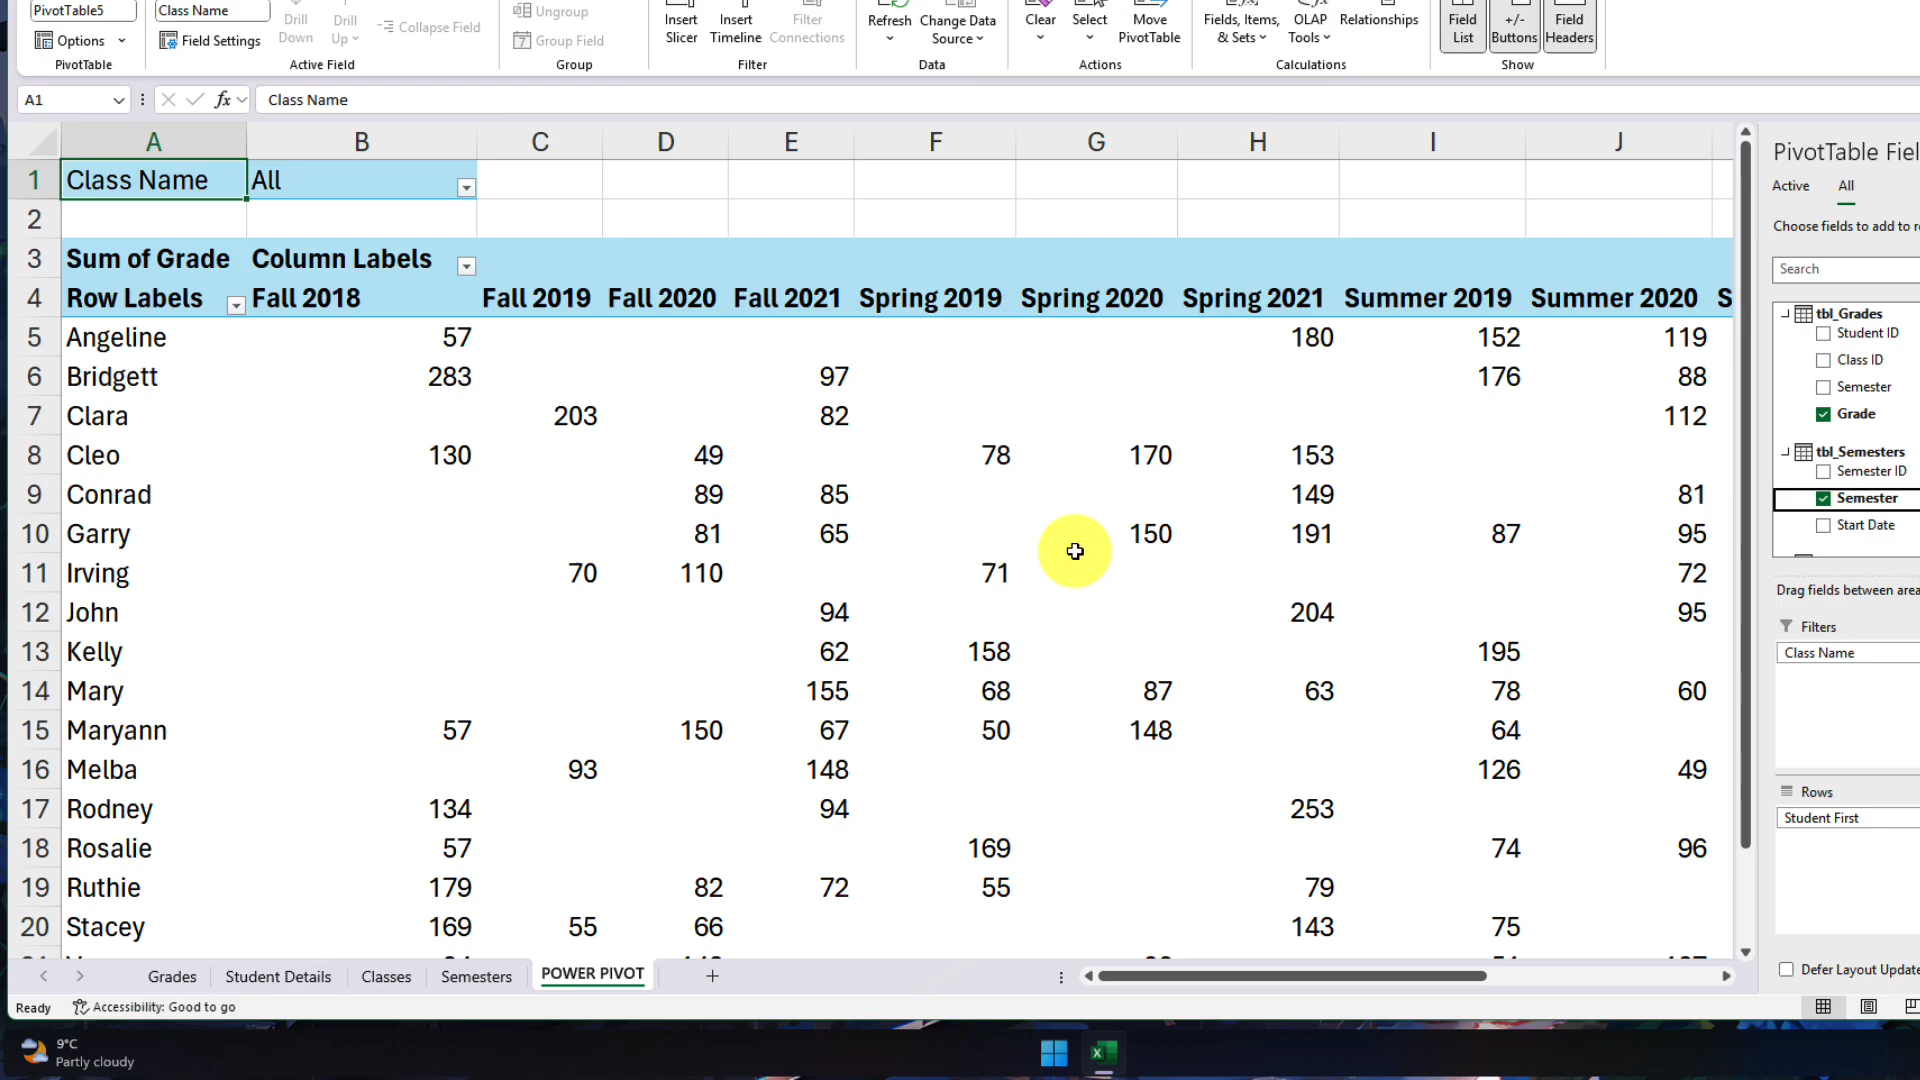 PivotTable5
Class Name
Drill Down
Drill Up
Collapse Field
Ungroup
Group Field
Insert Slicer
Insert Timeline
Filter Connections
Refresh
Change Data Source
Clear
Select
Move PivotTable
Fields, Items, & Sets
OLAP Tools
Relationships
Field List
+/- Buttons
Field Headers
Options
Field Settings
PivotTable
Active Field
Group
Filter
Data
Actions
Calculations
Show
A1 fx Class Name
A B C D E F G H I J
1 Class Name All
2
3 Sum of Grade Column Labels
4 Row Labels Fall 2018 Fall 2019 Fall 2020 Fall 2021 Spring 2019 Spring 2020 Spring 2021 Summer 2019 Summer 2020 S
5 Angeline 57 180 152 119
6 Bridgett 283 97 176 88
7 Clara 203 82 112
8 Cleo 130 49 78 170 153
9 Conrad 89 85 149 81
10 Garry 81 65 150 191 87 95
11 Irving 70 110 71 72
12 John 94 204 95
13 Kelly 62 158 195
14 Mary 155 68 87 63 78 60
15 Maryann 57 150 67 50 148 64
16 Melba 93 148 126 49
17 Rodney 134 94 253
18 Rosalie 57 169 74 96
19 Ruthie 179 82 72 55 79
20 Stacey 169 55 66 143 75
PivotTable Fiel
Active All
Choose fields to add to re
Search
tbl_Grades
Student ID
Class ID
Semester
Grade
tbl_Semesters
Semester ID
Semester
Start Date
Drag fields between area
Filters
Class Name
Rows
Student First
Defer Layout Update
Grades Student Details Classes Semesters POWER PIVOT
Ready Accessibility: Good to go
9°C
Partly cloudy